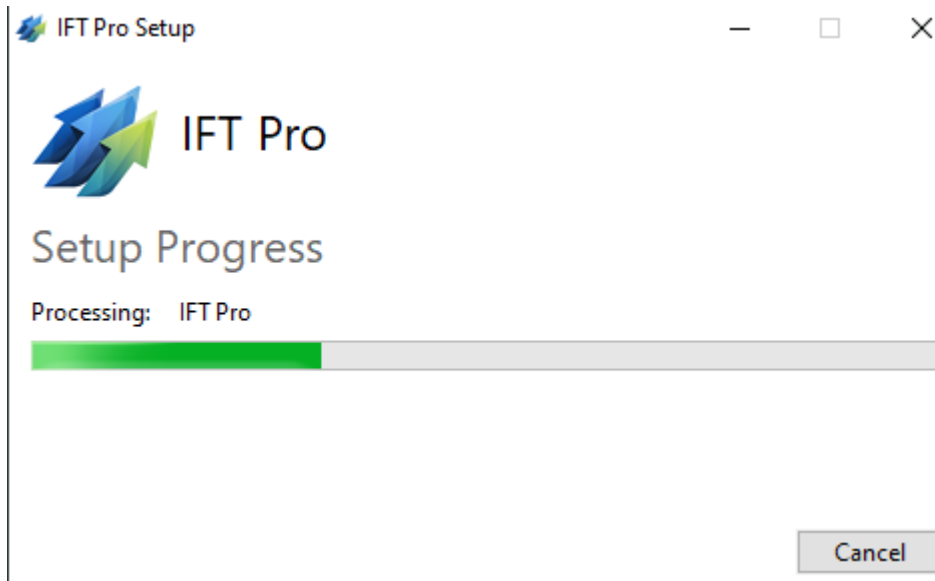 IFT Pro Setup
IFT Pro
Setup Progress
Processing: IFT Pro
Cancel